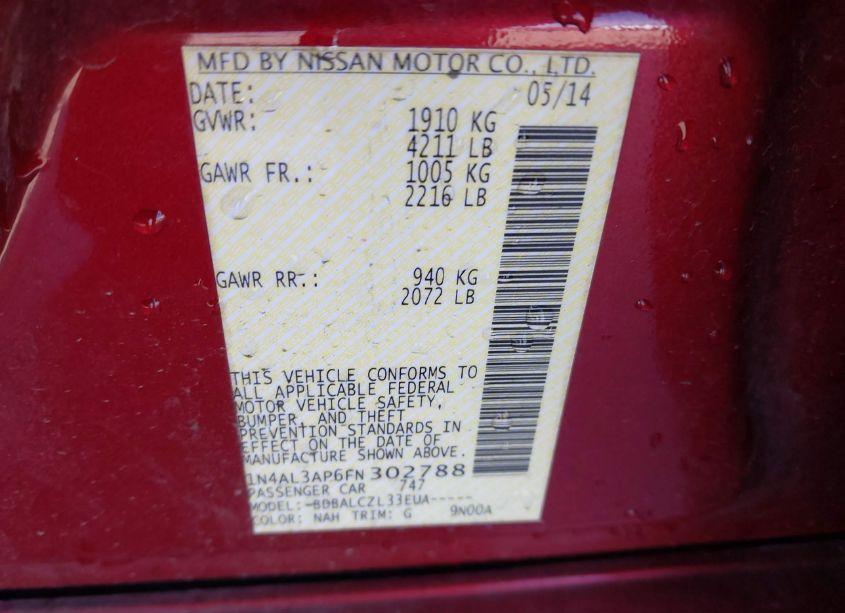 MFD BY NISSAN MOTOR CO., LTD.
DATE: 05/14
GVWR: 1910 KG
4211 LB
GAWR FR.: 1005 KG
2216 LB
GAWR RR.: 940 KG
2072 LB
THIS VEHICLE CONFORMS TO
ALL APPLICABLE FEDERAL
MOTOR VEHICLE SAFETY,
BUMPER, AND THEFT
PREVENTION STANDARDS IN
EFFECT ON THE DATE OF
MANUFACTURE SHOWN ABOVE.
1N4AL3AP6FN302788
PASSENGER CAR 747
MODEL: BDBALCZL33EUA-----
COLOR: NAH TRIM: G 9N00A